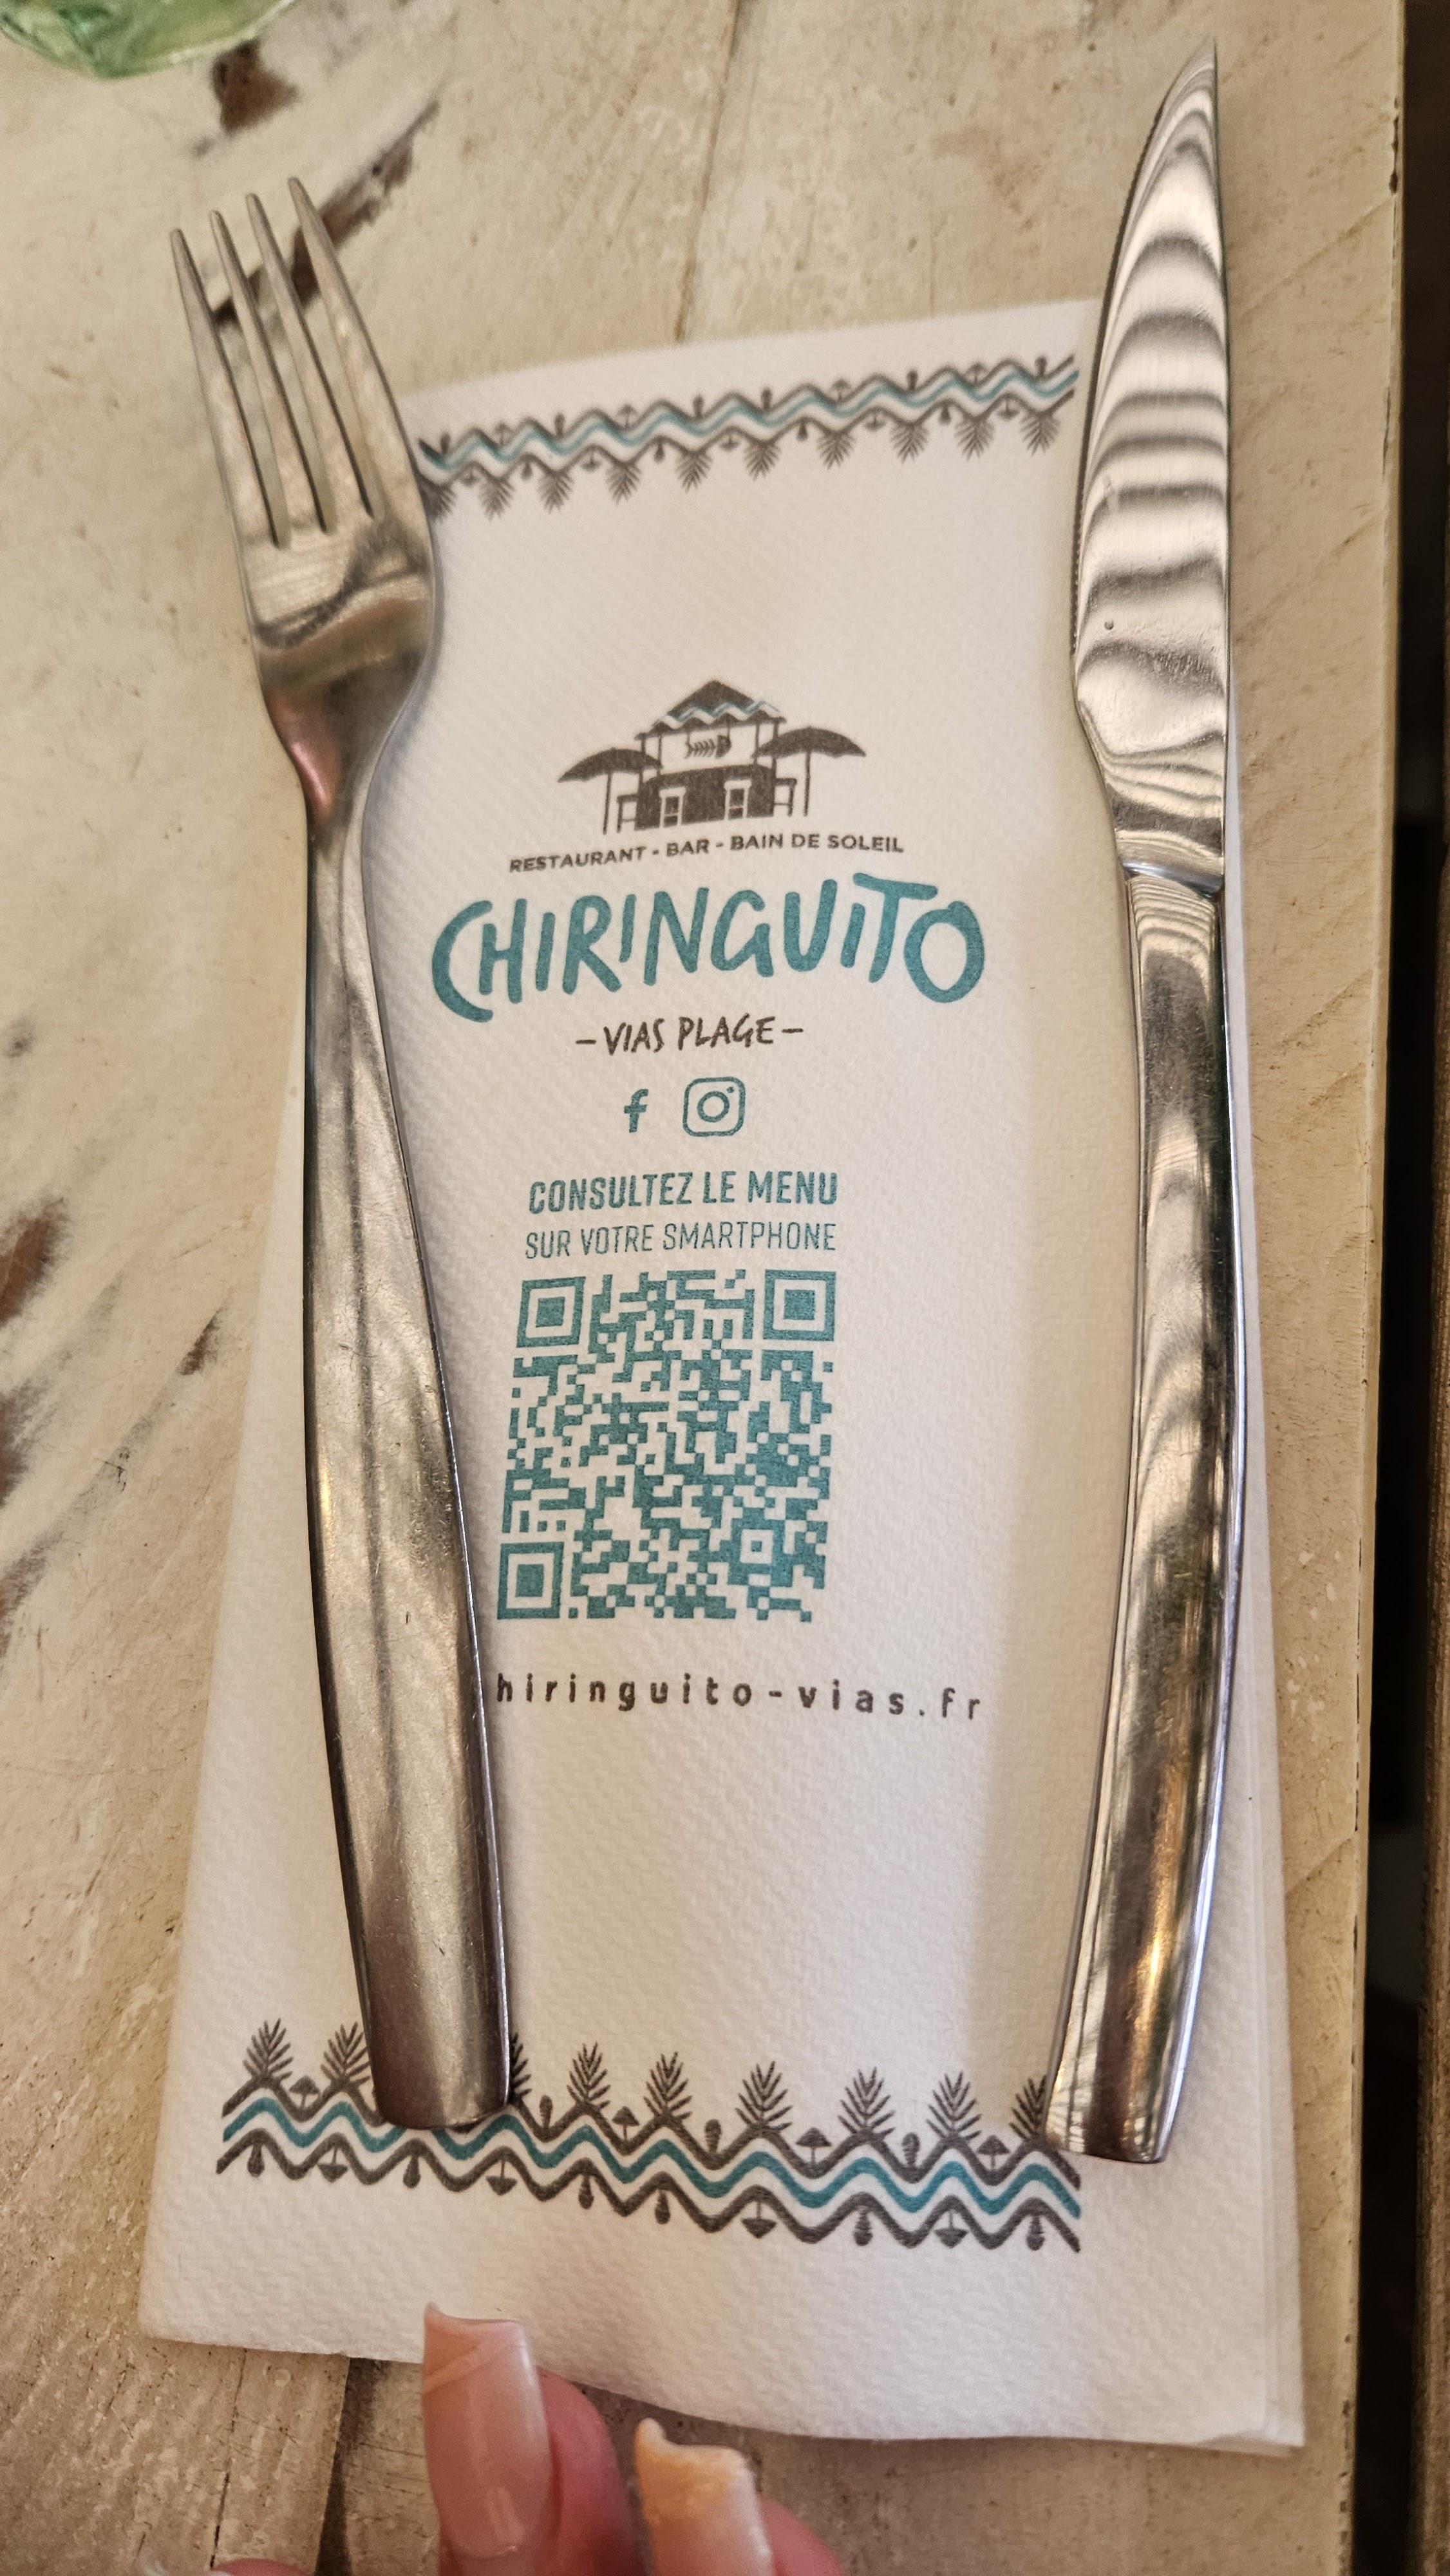 RESTAURANT - BAR - BAIN DE SOLEIL
CHIRINGUITO
-VIAS PLAGE-
f
CONSULTEZ LE MENU
SUR VOTRE SMARTPHONE
hiringuito-vias.fr